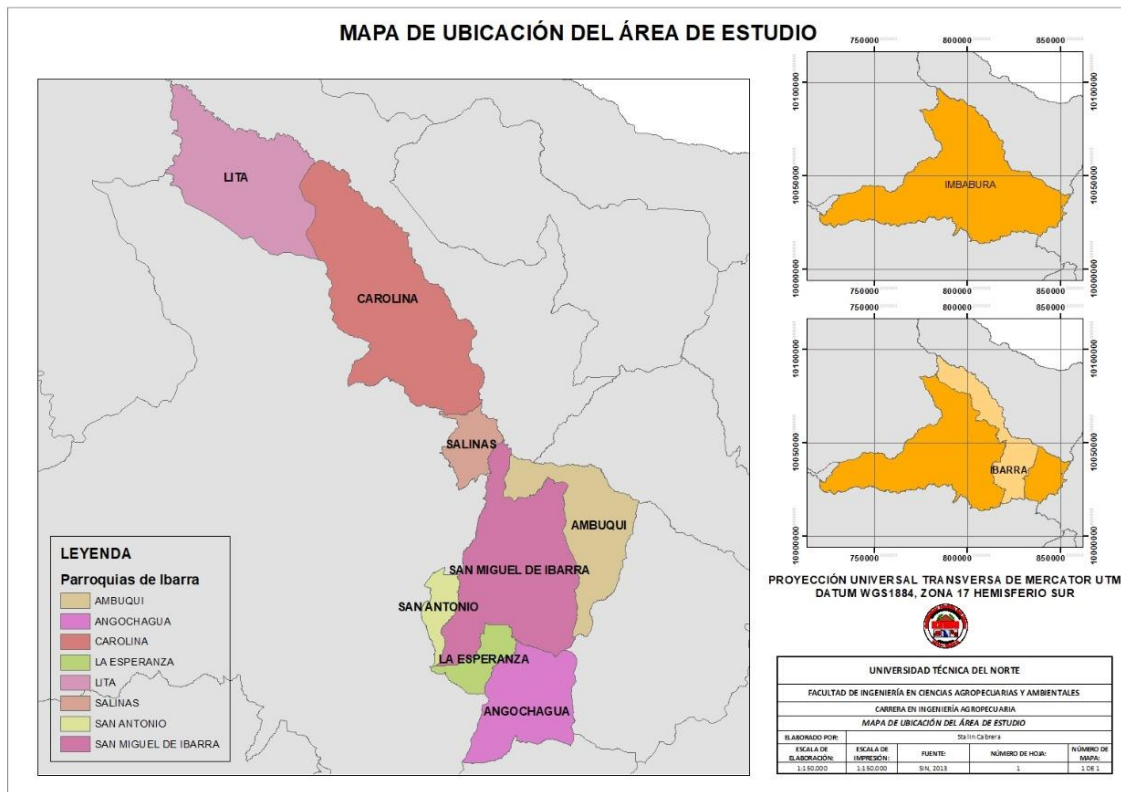 MAPA DE UBICACIÓN DEL ÁREA DE ESTUDIO
LITA
CAROLINA
SALINAS
AMBUQUI
SAN MIGUEL DE IBARRA
SAN ANTONIO
LA ESPERANZA
ANGOCHAGUA
LEYENDA
Parroquias de Ibarra
AMBUQUI
ANGOCHAGUA
CAROLINA
LA ESPERANZA
LITA
SALINAS
SAN ANTONIO
SAN MIGUEL DE IBARRA
750000 800000 850000
10100000 10100000
10050000 10050000
10000000 10000000
IMBABURA
750000 800000 850000
750000 800000 850000
10100000 10100000
10050000 10050000
10000000 10000000
IBARRA
750000 800000 850000
PROYECCIÓN UNIVERSAL TRANSVERSA DE MERCATOR UTM
DATUM WGS1884, ZONA 17 HEMISFERIO SUR
UNIVERSIDAD TÉCNICA DEL NORTE
FACULTAD DE INGENIERÍA EN CIENCIAS AGROPECUARIAS Y AMBIENTALES
CARRERA EN INGENIERÍA AGROPECUARIA
MAPA DE UBICACIÓN DEL ÁREA DE ESTUDIO
ELABORADO POR: Stalin Cabrera
ESCALA DE ELABORACIÓN: ESCALA DE IMPRESIÓN: FUENTE: NÚMERO DE HOJA: NÚMERO DE MAPA:
1:150.000 1:150.000 SIN, 2013 1 1 DE 1